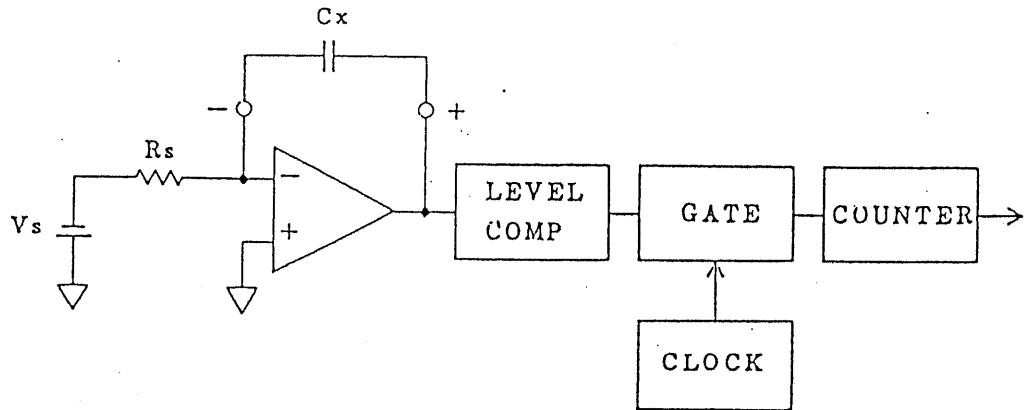 Cx
−
+
Rs
−
LEVEL
COMP
GATE
COUNTER
Vs
+
CLOCK